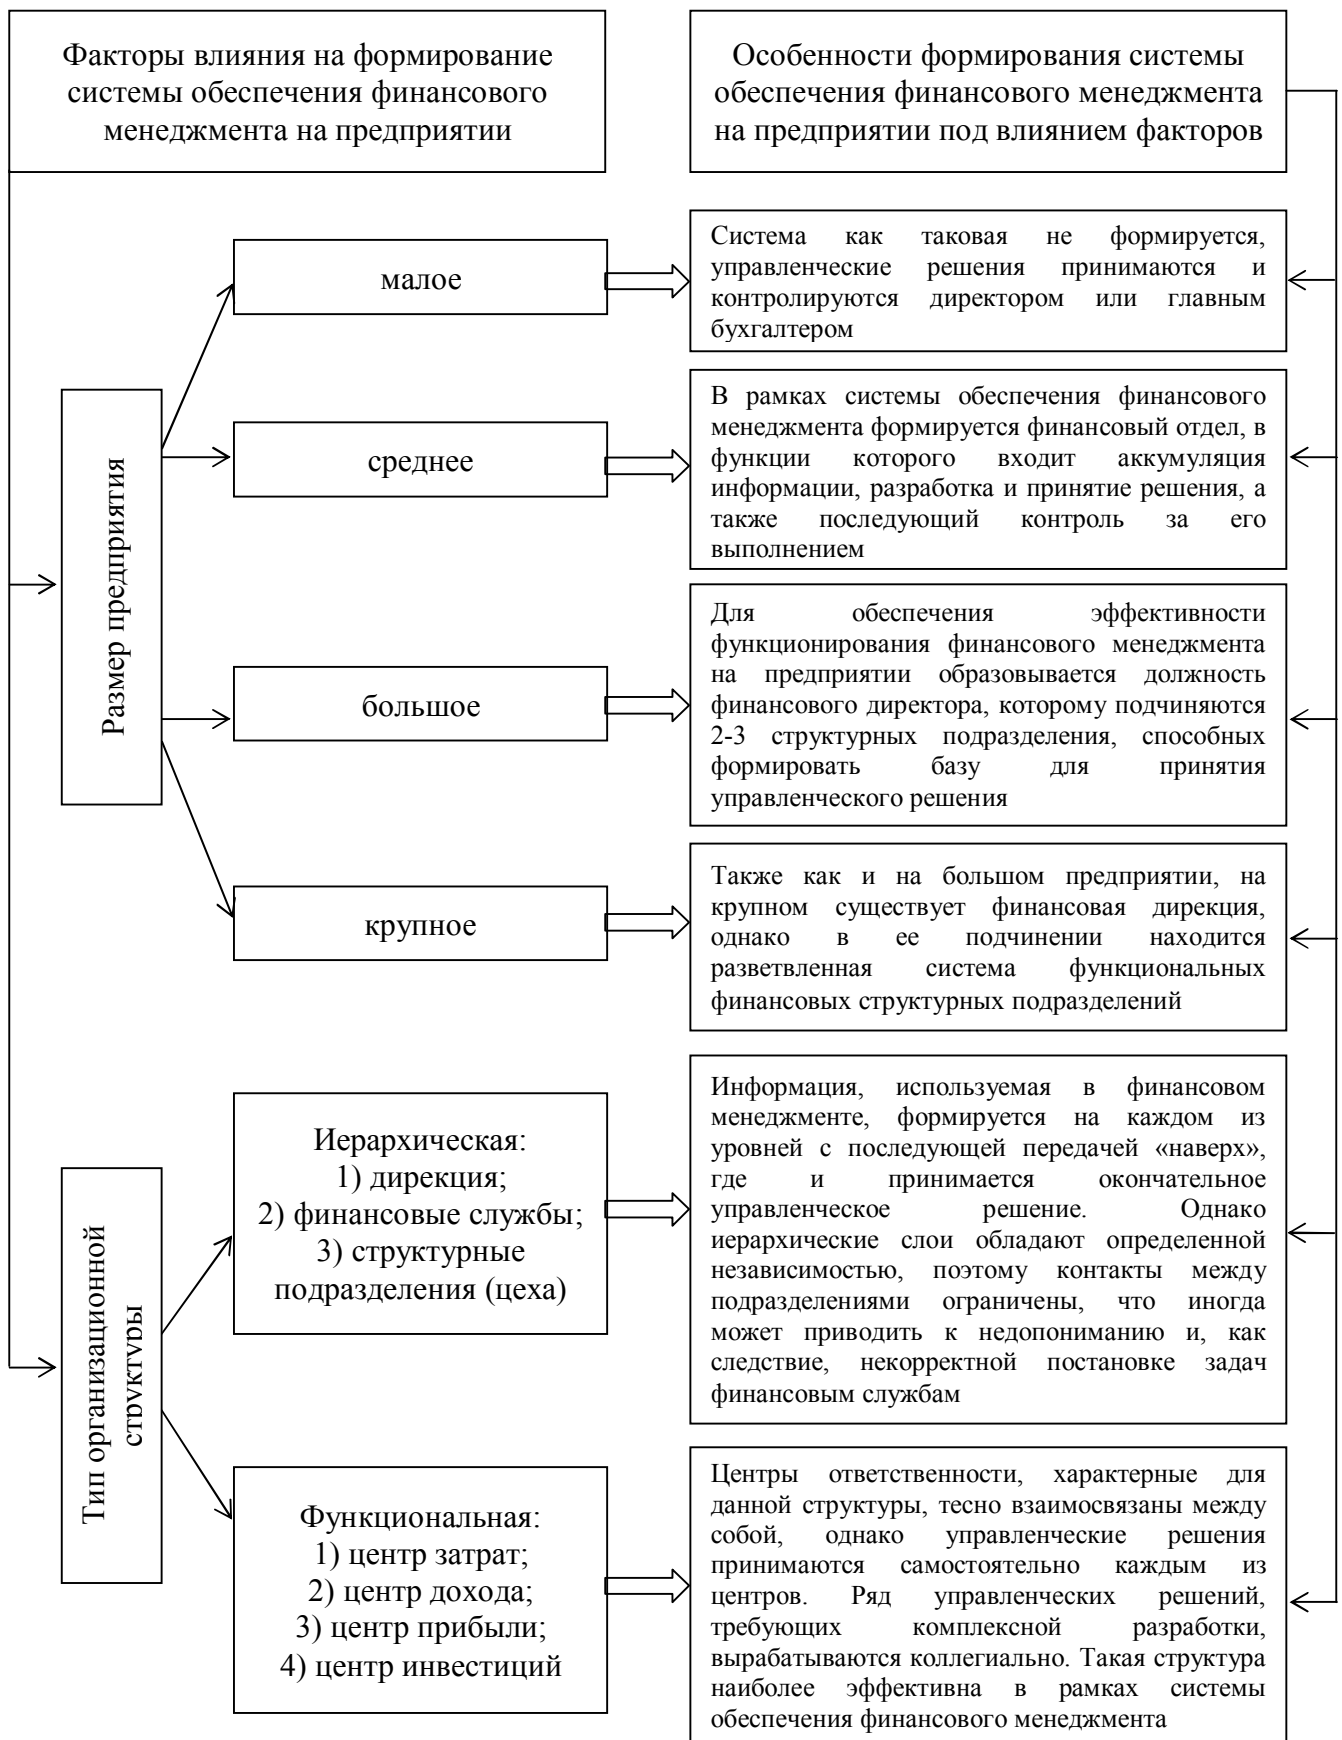 Факторы влияния на формирование
системы обеспечения финансового
менеджмента на предприятии
Особенности формирования системы
обеспечения финансового менеджмента
на предприятии под влиянием факторов
Размер предприятия
малое
Система как таковая не формируется,
управленческие решения принимаются и
контролируются директором или главным
бухгалтером
среднее
В рамках системы обеспечения финансового
менеджмента формируется финансовый отдел, в
функции которого входит аккумуляция
информации, разработка и принятие решения, а
также последующий контроль за его
выполнением
большое
Для обеспечения эффективности
функционирования финансового менеджмента
на предприятии образовывается должность
финансового директора, которому подчиняются
2-3 структурных подразделения, способных
формировать базу для принятия
управленческого решения
крупное
Также как и на большом предприятии, на
крупном существует финансовая дирекция,
однако в ее подчинении находится
разветвленная система функциональных
финансовых структурных подразделений
Тип организационной
структуры
Иерархическая:
1) дирекция;
2) финансовые службы;
3) структурные
подразделения (цеха)
Информация, используемая в финансовом
менеджменте, формируется на каждом из
уровней с последующей передачей «наверх»,
где и принимается окончательное
управленческое решение. Однако
иерархические слои обладают определенной
независимостью, поэтому контакты между
подразделениями ограничены, что иногда
может приводить к недопониманию и, как
следствие, некорректной постановке задач
финансовым службам
Функциональная:
1) центр затрат;
2) центр дохода;
3) центр прибыли;
4) центр инвестиций
Центры ответственности, характерные для
данной структуры, тесно взаимосвязаны между
собой, однако управленческие решения
принимаются самостоятельно каждым из
центров. Ряд управленческих решений,
требующих комплексной разработки,
вырабатываются коллегиально. Такая структура
наиболее эффективна в рамках системы
обеспечения финансового менеджмента